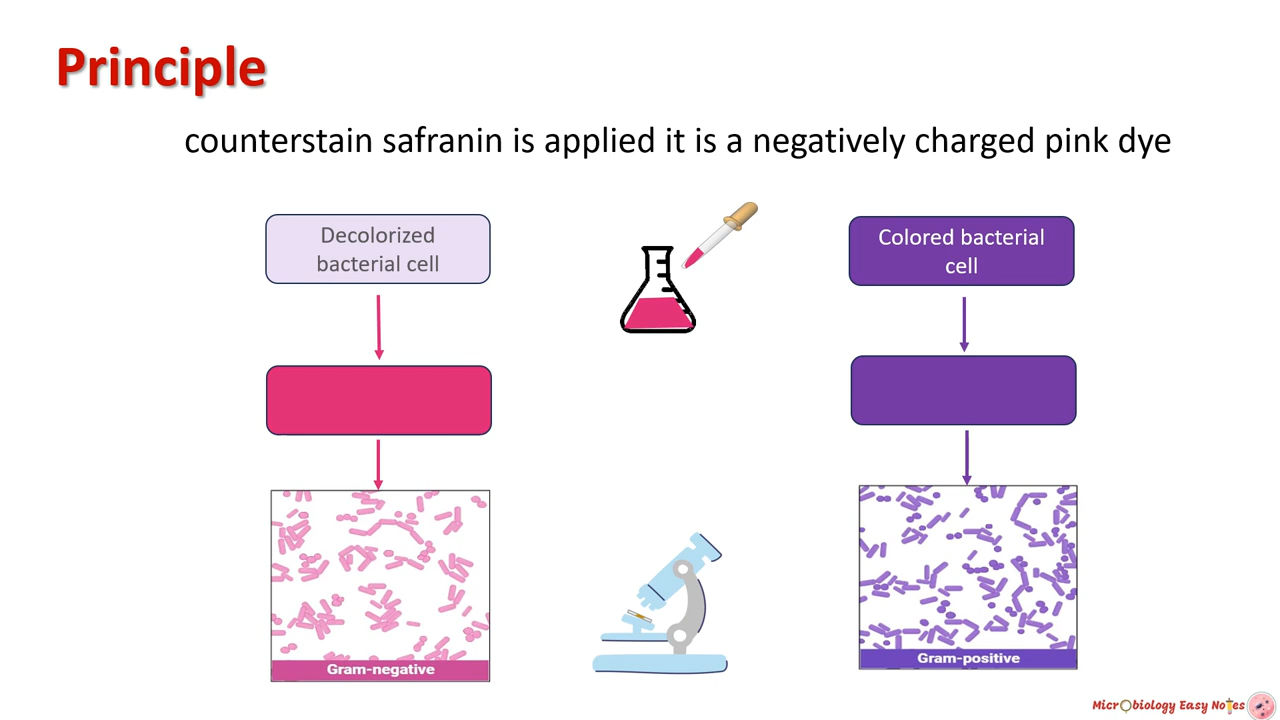 Principle
counterstain safranin is applied it is a negatively charged pink dye
Decolorized
bacterial cell
Colored bacterial
cell
Gram-negative
Gram-positive
Microbiology Easy Notes